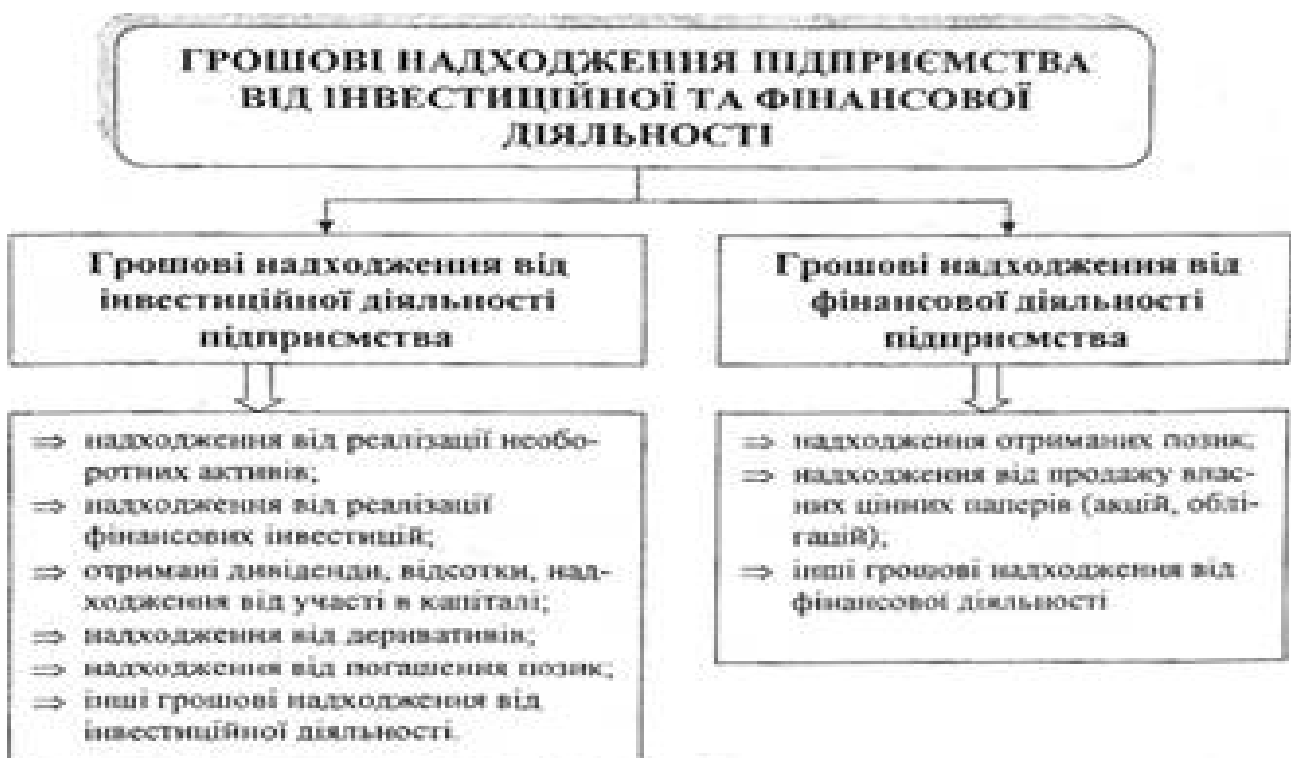 ГРОШОВІ НАДХОДЖЕННЯ ПІДПРИЄМСТВА
ВІД ІНВЕСТИЦІЙНОЇ ТА ФІНАНСОВОЇ
ДІЯЛЬНОСТІ
Грошові надходження від
інвестиційної діяльності
підприємства
⇒ надходження від реалізації необо-
ротних активів;
⇒ надходження від реалізації
фінансових інвестицій;
⇒ отримані дивіденди, відсотки, над-
ходження від участі в капіталі;
⇒ надходження від деривативів;
⇒ надходження від погашення позик;
⇒ інші грошові надходження від
інвестиційної діяльності.
Грошові надходження від
фінансової діяльності
підприємства
⇒ надходження отриманих позик;
⇒ надходження від продажу влас-
них цінних паперів (акцій, облі-
гацій),
⇒ інші грошові надходження від
фінансової діяльності